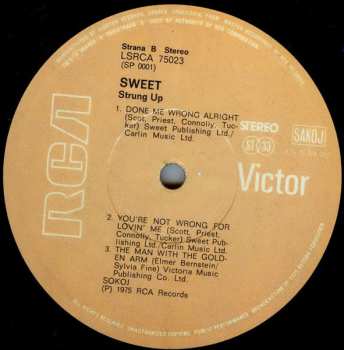 Strana B Stereo
LSRCA 75023
(SP 0001)
SWEET
Strung Up
1. DONE ME WRONG ALRIGHT
(Scott, Priest, Connolly, Tuc-
ker) Sweet Publishing Ltd./
Carlin Music Ltd.
STEREO
ST 33
SAKOJ
RCA
Victor
2. YOU'RE NOT WRONG FOR
LOVIN' ME (Scott, Priest,
Connolly, Tucker) Sweet Pub-
lishing Ltd./Carlin Music Ltd.
3. THE MAN WITH THE GOLD-
EN ARM (Elmer Bernstein/
Sylvia Fine) Victoria Music
Publishing Co. Ltd.
SOKOJ
(P) 1975 RCA Records